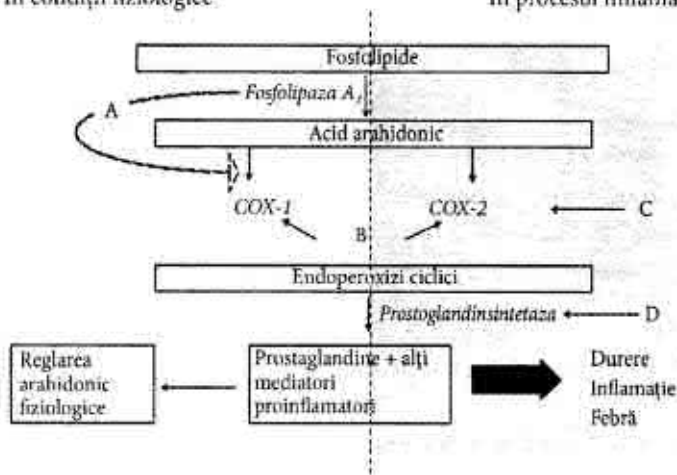 În condiții fiziologice
În procesul inflama
Fosfolipide
A
Fosfolipaza A₂
Acid arahidonic
COX-1
COX-2
C
B
Endoperoxizi ciclici
Prostoglandinsintetaza
D
Reglarea
arahidonic
fiziologice
Prostaglandine + alți
mediatori
proinflamatori
Durere
Inflamație
Febră